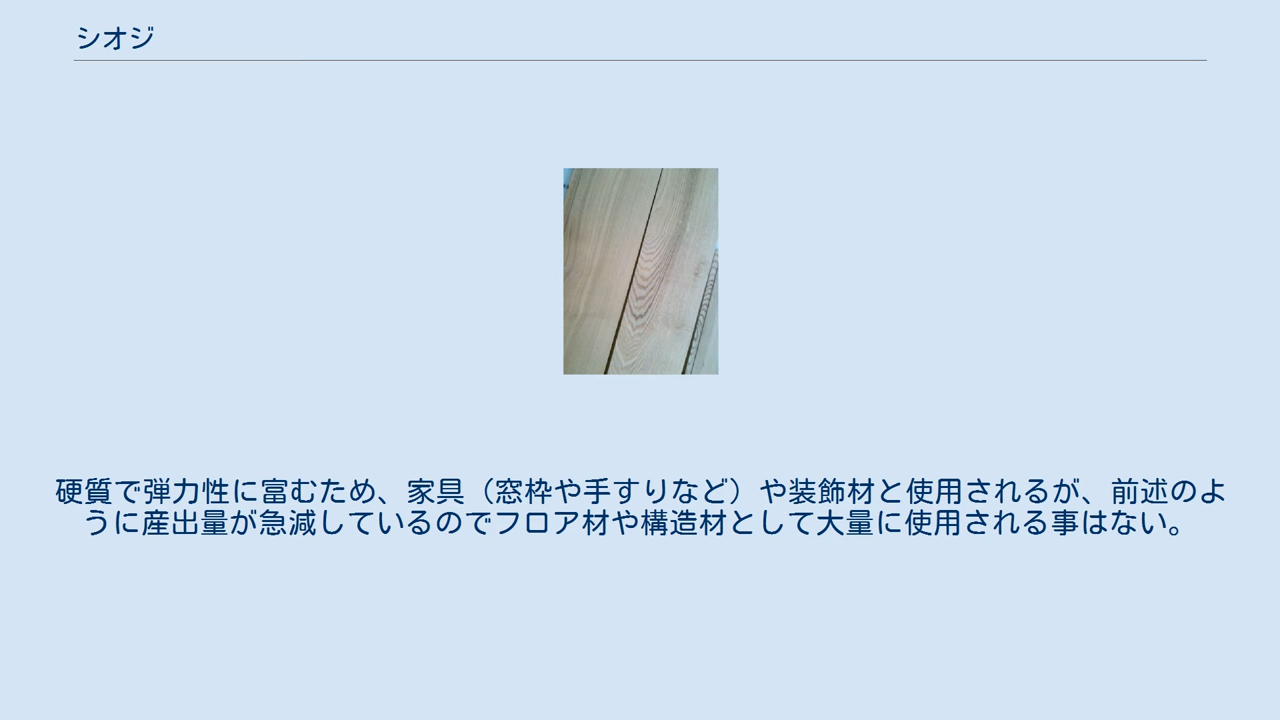 シオジ
硬質で弾力性に富むため、家具（窓枠や手すりなど）や装飾材と使用されるが、前述のよ
うに産出量が急減しているのでフロア材や構造材として大量に使用される事はない。